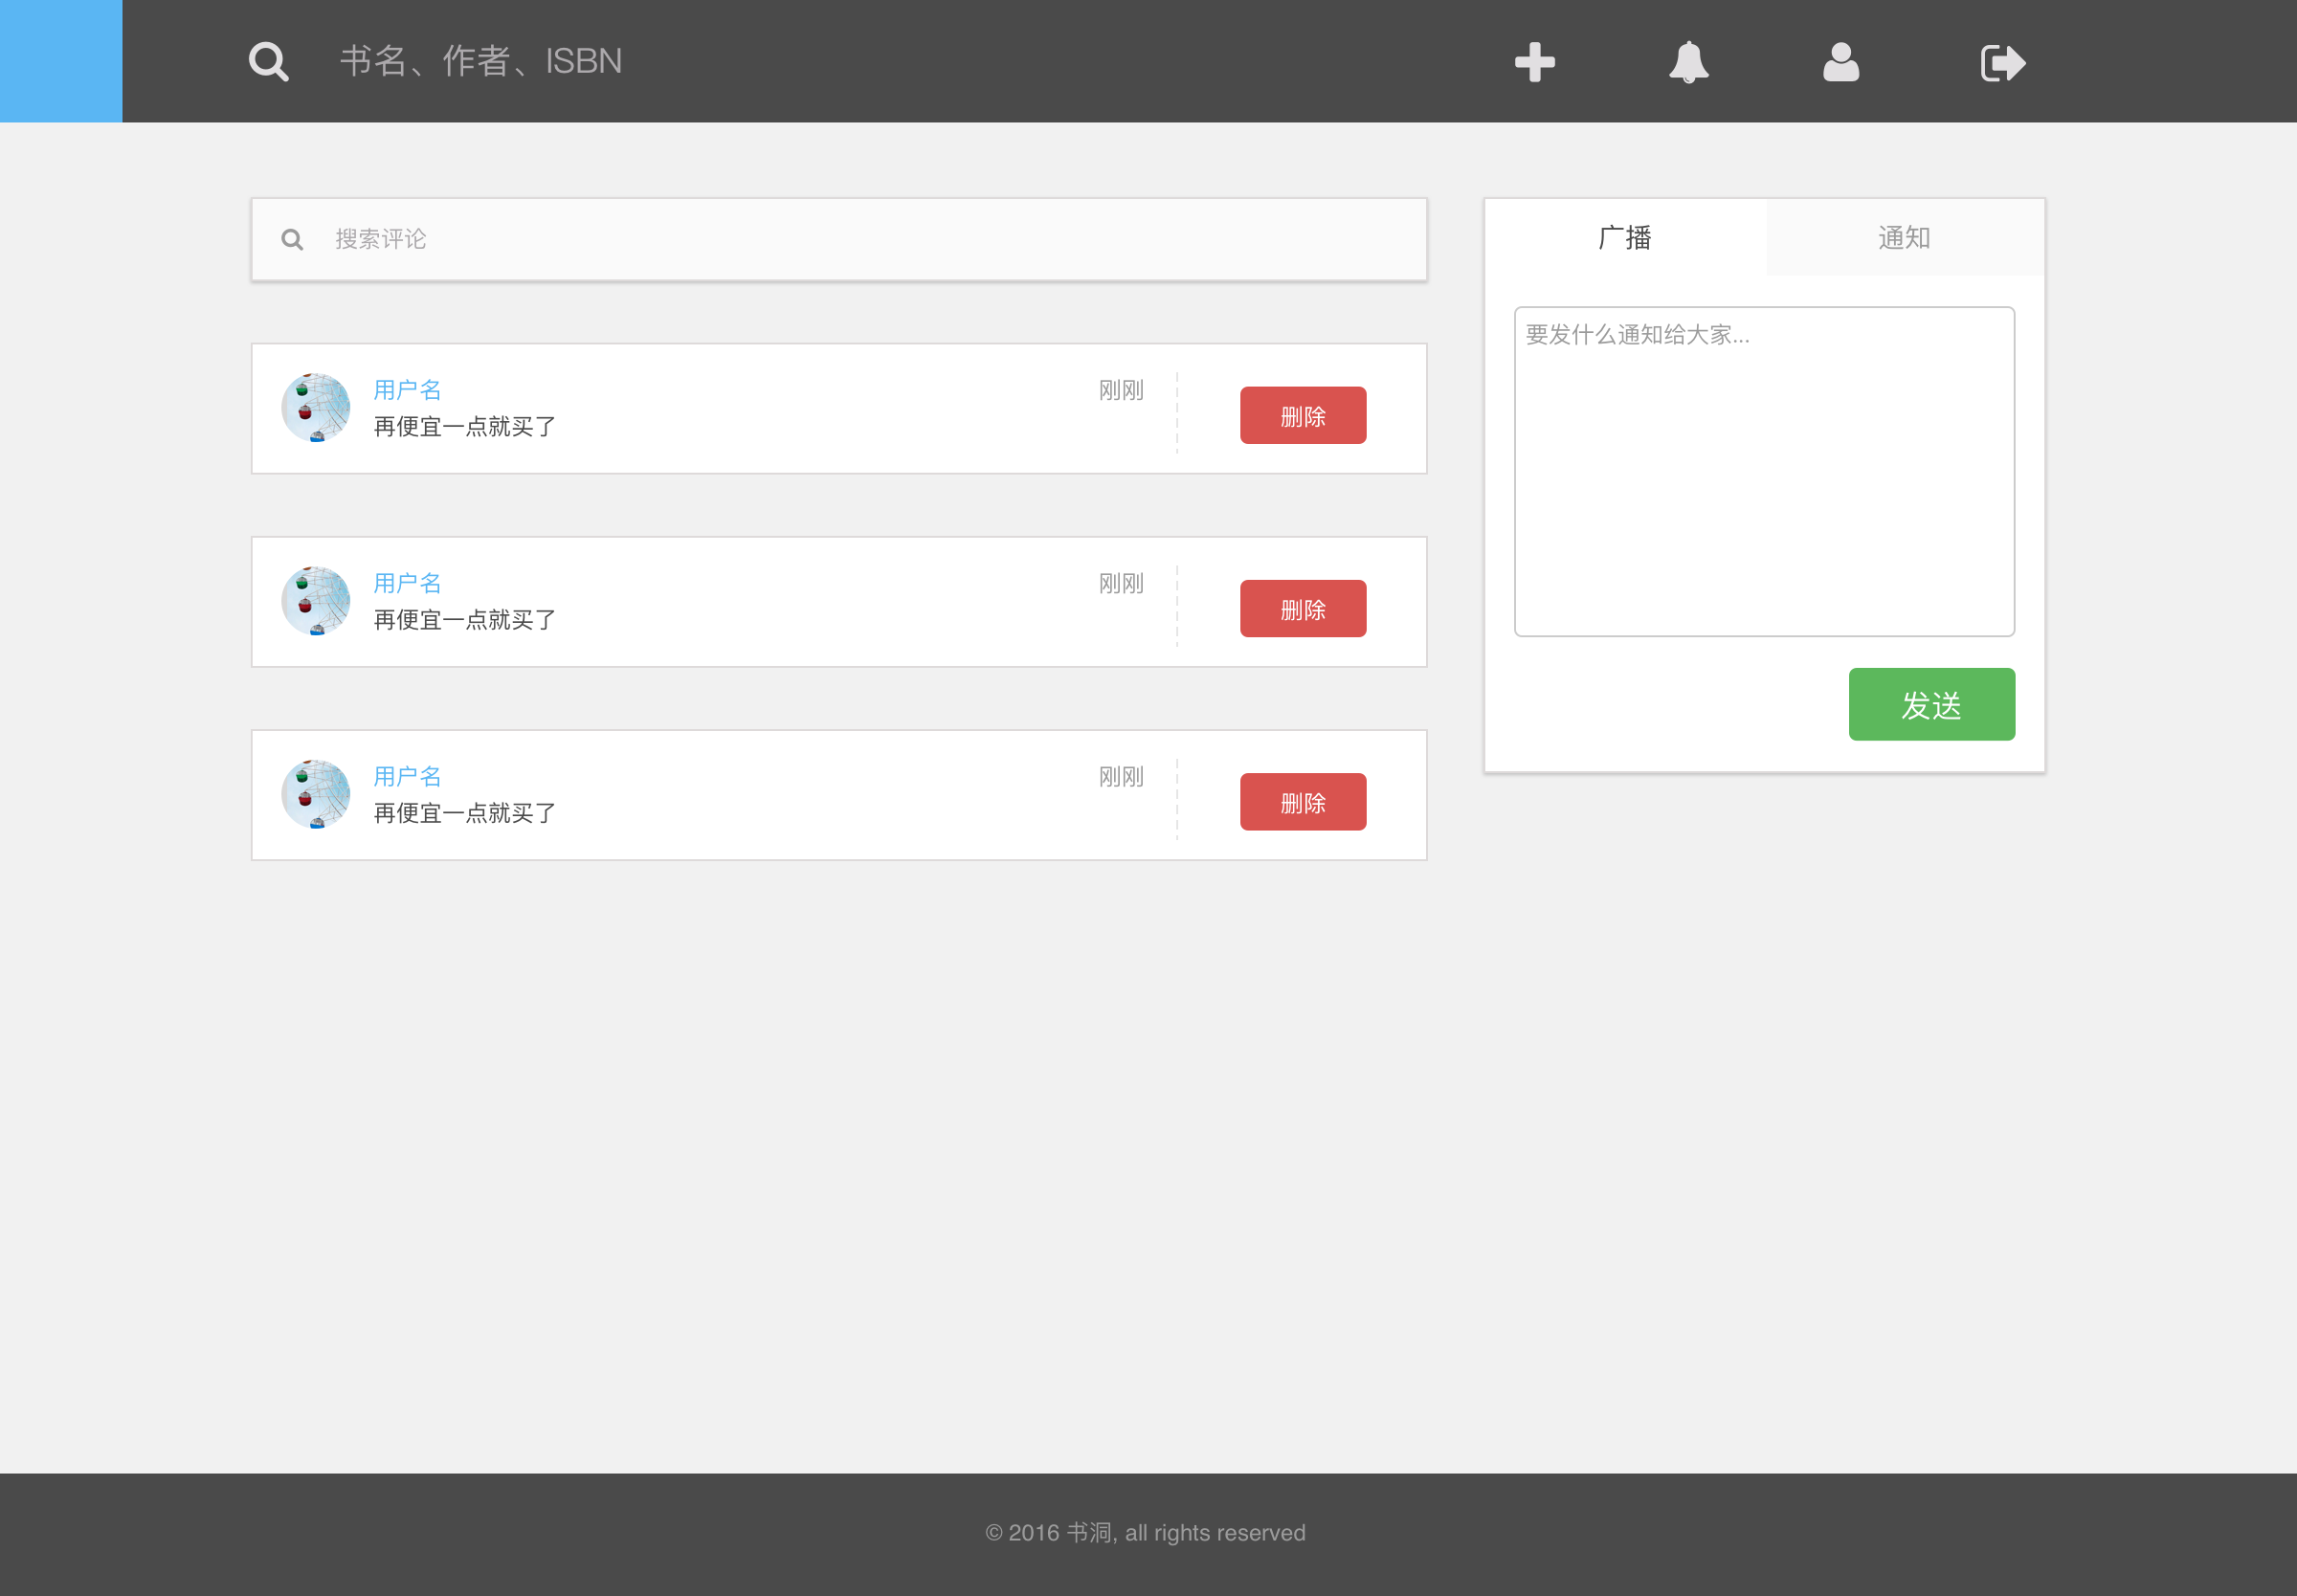 书名、作者、ISBN
搜索评论
广播
通知
要发什么通知给大家...
用户名
刚刚
再便宜一点就买了
删除
用户名
刚刚
再便宜一点就买了
删除
用户名
刚刚
再便宜一点就买了
删除
发送
© 2016 书洞, all rights reserved